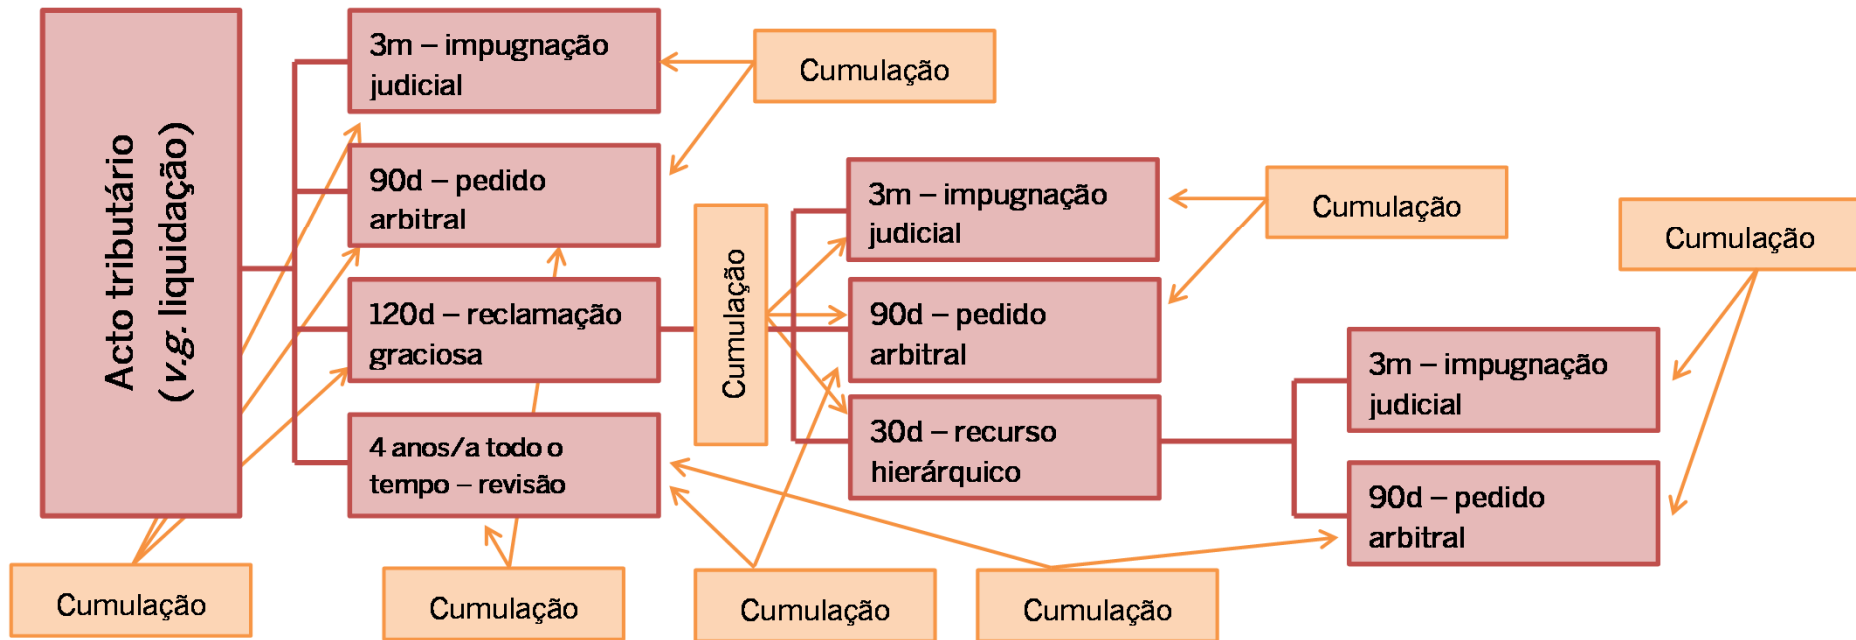 Acto tributário
(v.g. liquidação)
3m – impugnação
judicial
90d – pedido
arbitral
120d – reclamação
graciosa
4 anos/a todo o
tempo – revisão
Cumulação
Cumulação
3m – impugnação
judicial
90d – pedido
arbitral
30d – recurso
hierárquico
Cumulação
Cumulação
3m – impugnação
judicial
90d – pedido
arbitral
Cumulação
Cumulação
Cumulação
Cumulação